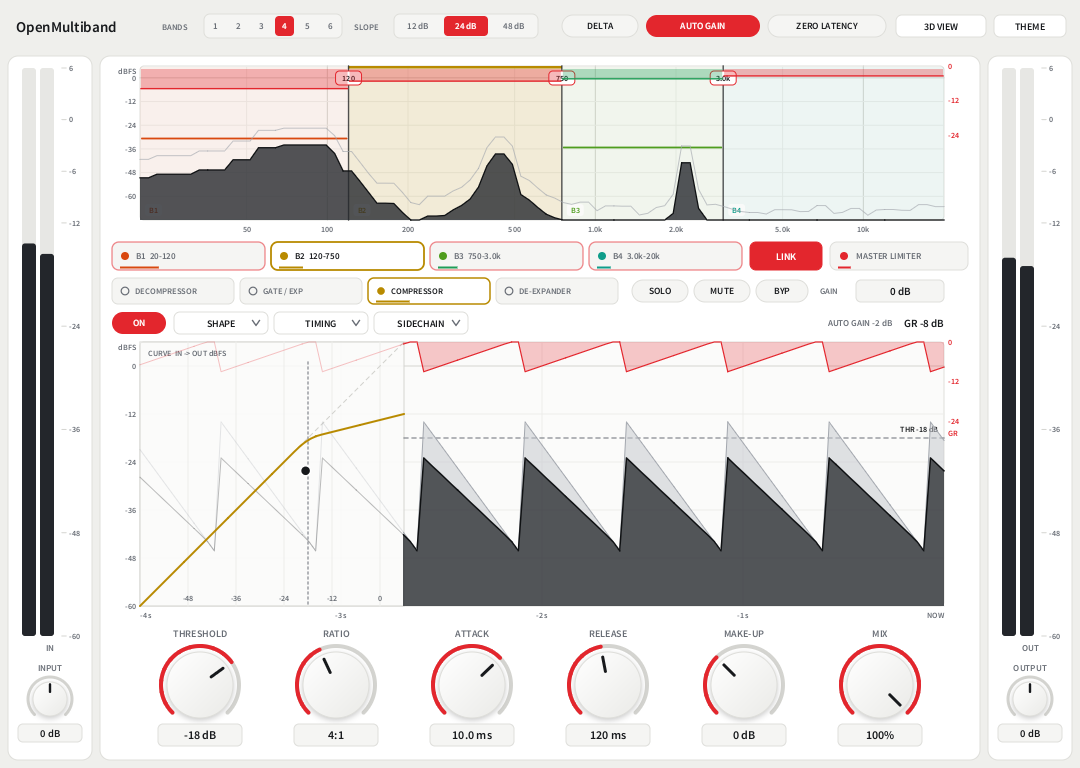 OpenMultiband BANDS 1 2 3 4 5 6 SLOPE 12 dB 24 dB 48 dB DELTA AUTO GAIN ZERO LATENCY 3D VIEW THEME
6
0
-6
-12
-24
-36
-48
-60
IN
INPUT
0 dB
dBFS
0
-12
-24
-36
-48
-60
120
750
3.0k
0
-12
-24
B1
B2
B3
B4
50 100 200 500 1.0k 2.0k 5.0k 10k
B1 20-120 B2 120-750 B3 750-3.0k B4 3.0k-20k LINK MASTER LIMITER
DECOMPRESSOR GATE / EXP COMPRESSOR DE-EXPANDER SOLO MUTE BYP GAIN 0 dB
ON SHAPE TIMING SIDECHAIN AUTO GAIN -2 dB GR -8 dB
dBFS
CURVE IN -> OUT dBFS
0
-12
-24
-36
-48
-60
0
-12
-24
GR
THR -18 dB
-48 -36 -24 -12 0
-4s -3s -2s -1s NOW
THRESHOLD RATIO ATTACK RELEASE MAKE-UP MIX
-18 dB 4:1 10.0 ms 120 ms 0 dB 100%
6
0
-6
-12
-24
-36
-48
-60
OUT
OUTPUT
0 dB